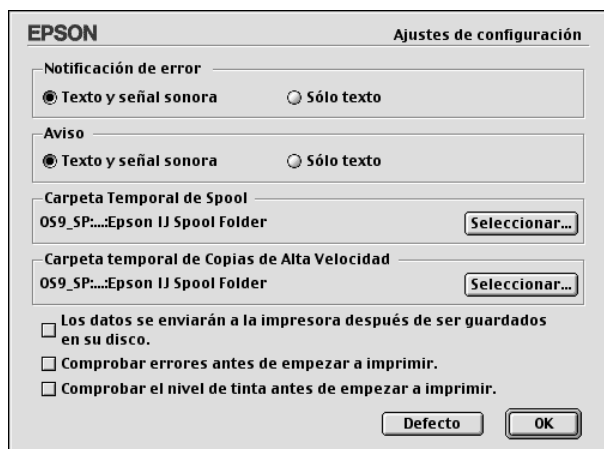 EPSON
Ajustes de configuración
Notificación de error
Texto y señal sonora
Sólo texto
Aviso
Texto y señal sonora
Sólo texto
Carpeta Temporal de Spool
OS9_SP:...:Epson IJ Spool Folder
Seleccionar...
Carpeta temporal de Copias de Alta Velocidad
OS9_SP:...:Epson IJ Spool Folder
Seleccionar...
Los datos se enviarán a la impresora después de ser guardados
en su disco.
Comprobar errores antes de empezar a imprimir.
Comprobar el nivel de tinta antes de empezar a imprimir.
Defecto
OK